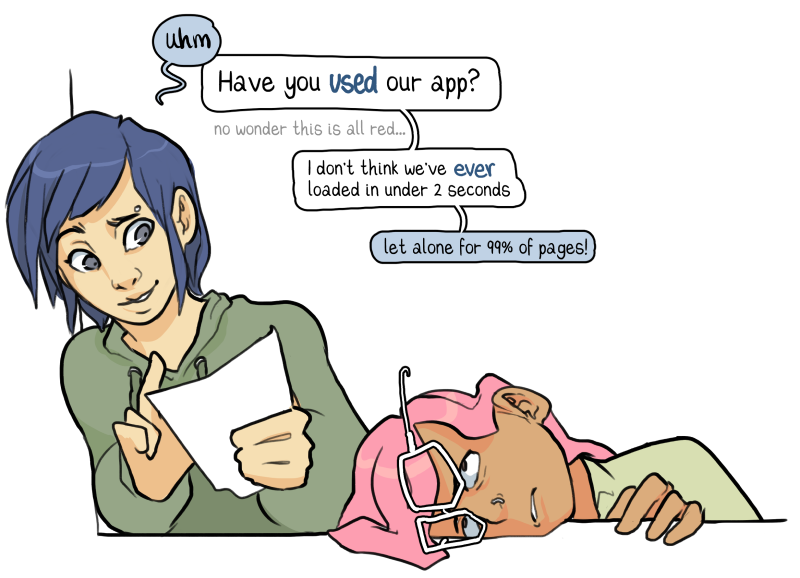 uhm
Have you used our app?
no wonder this is all red...
I don't think we've ever
loaded in under 2 seconds
let alone for 99% of pages!